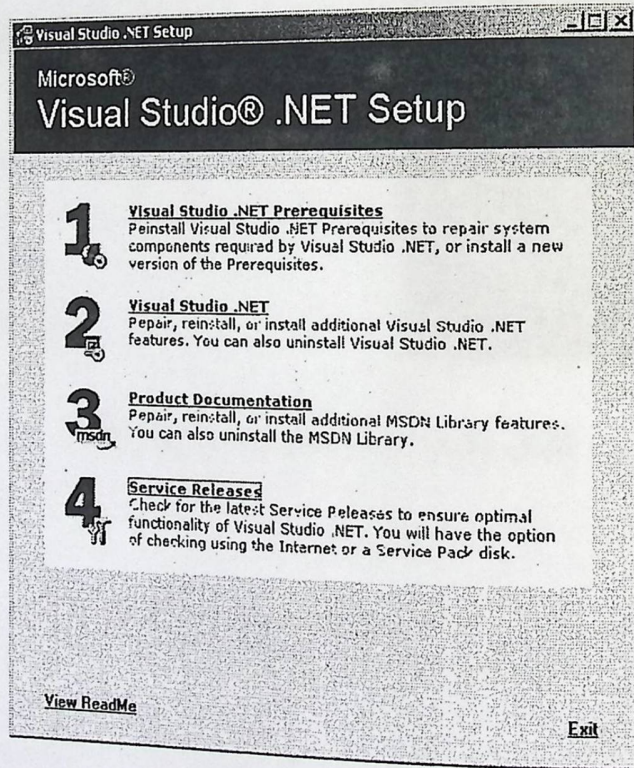 Visual Studio .NET Setup
Microsoft®
Visual Studio® .NET Setup
1
Visual Studio .NET Prerequisites
Reinstall Visual Studio .NET Prerequisites to repair system
components required by Visual Studio .NET, or install a new
version of the Prerequisites.
2
Visual Studio .NET
Repair, reinstall, or install additional Visual Studio .NET
features. You can also uninstall Visual Studio .NET.
3
msdn
Product Documentation
Repair, reinstall, or install additional MSDN Library features.
You can also uninstall the MSDN Library.
4
Service Releases
Check for the latest Service Releases to ensure optimal
functionality of Visual Studio .NET. You will have the option
of checking using the Internet or a Service Pack disk.
View ReadMe
Exit